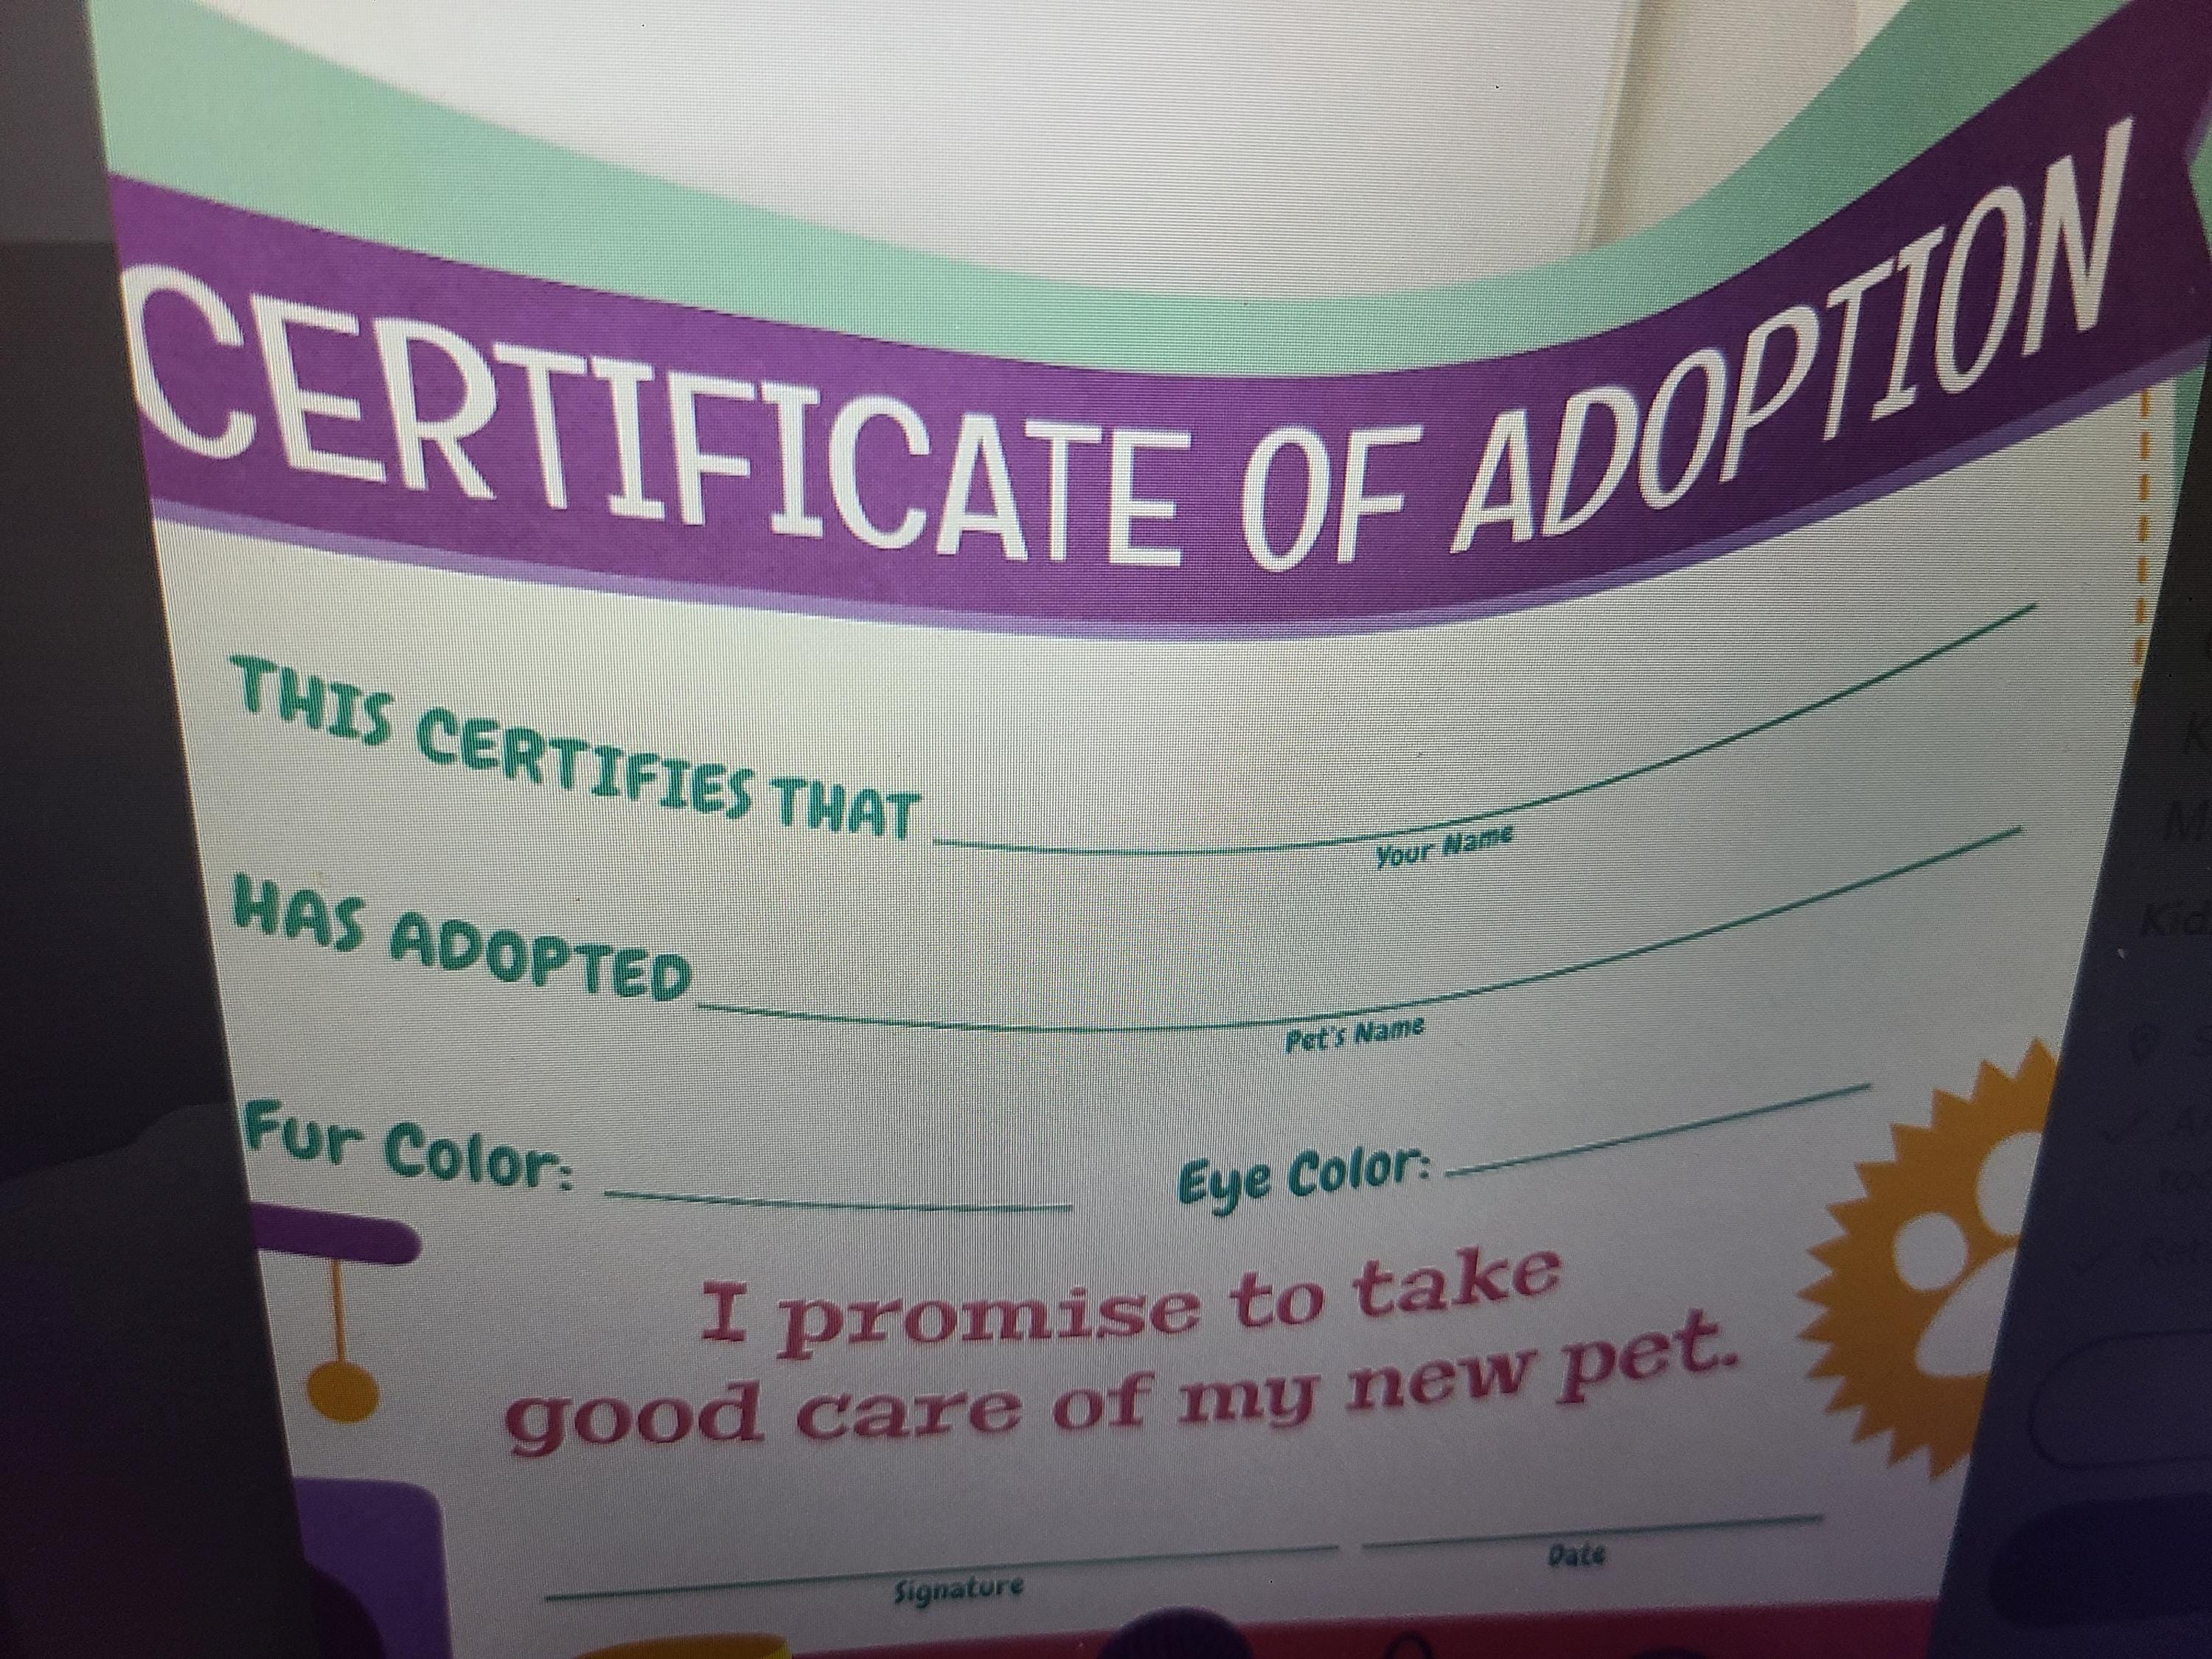 CERTIFICATE OF ADOPTION
THIS CERTIFIES THAT
Your Name
HAS ADOPTED
Pet's Name
Fur Color: Eye Color:
I promise to take
good care of my new pet.
Signature Date